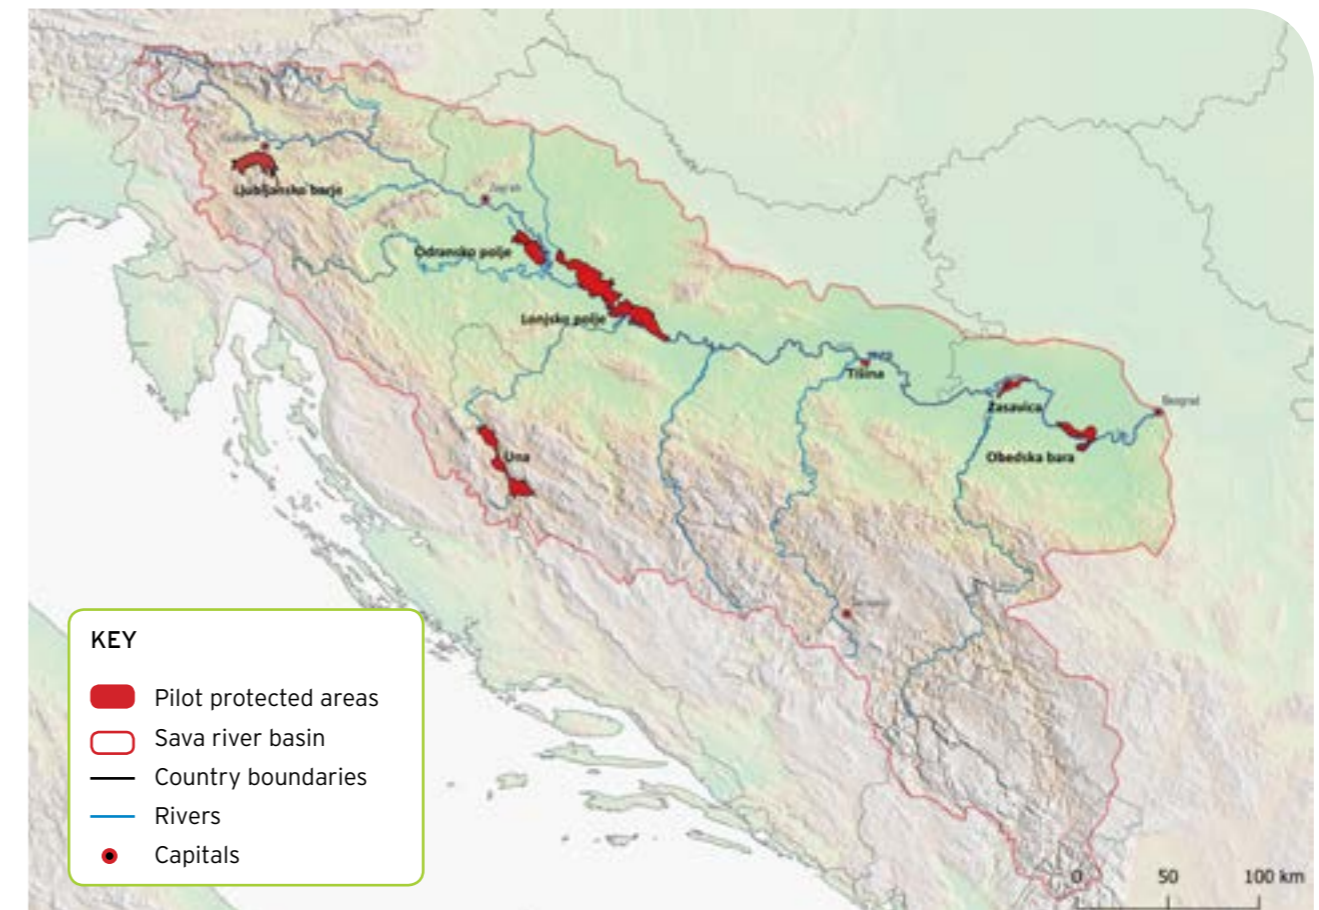 Ljubljansko barje
Zagreb
Odransko polje
Lonjsko polje
Tišina
Zasavica
Beograd
Obedska bara
Una
KEY
Pilot protected areas
Sava river basin
Country boundaries
Rivers
Capitals
0 50 100 km